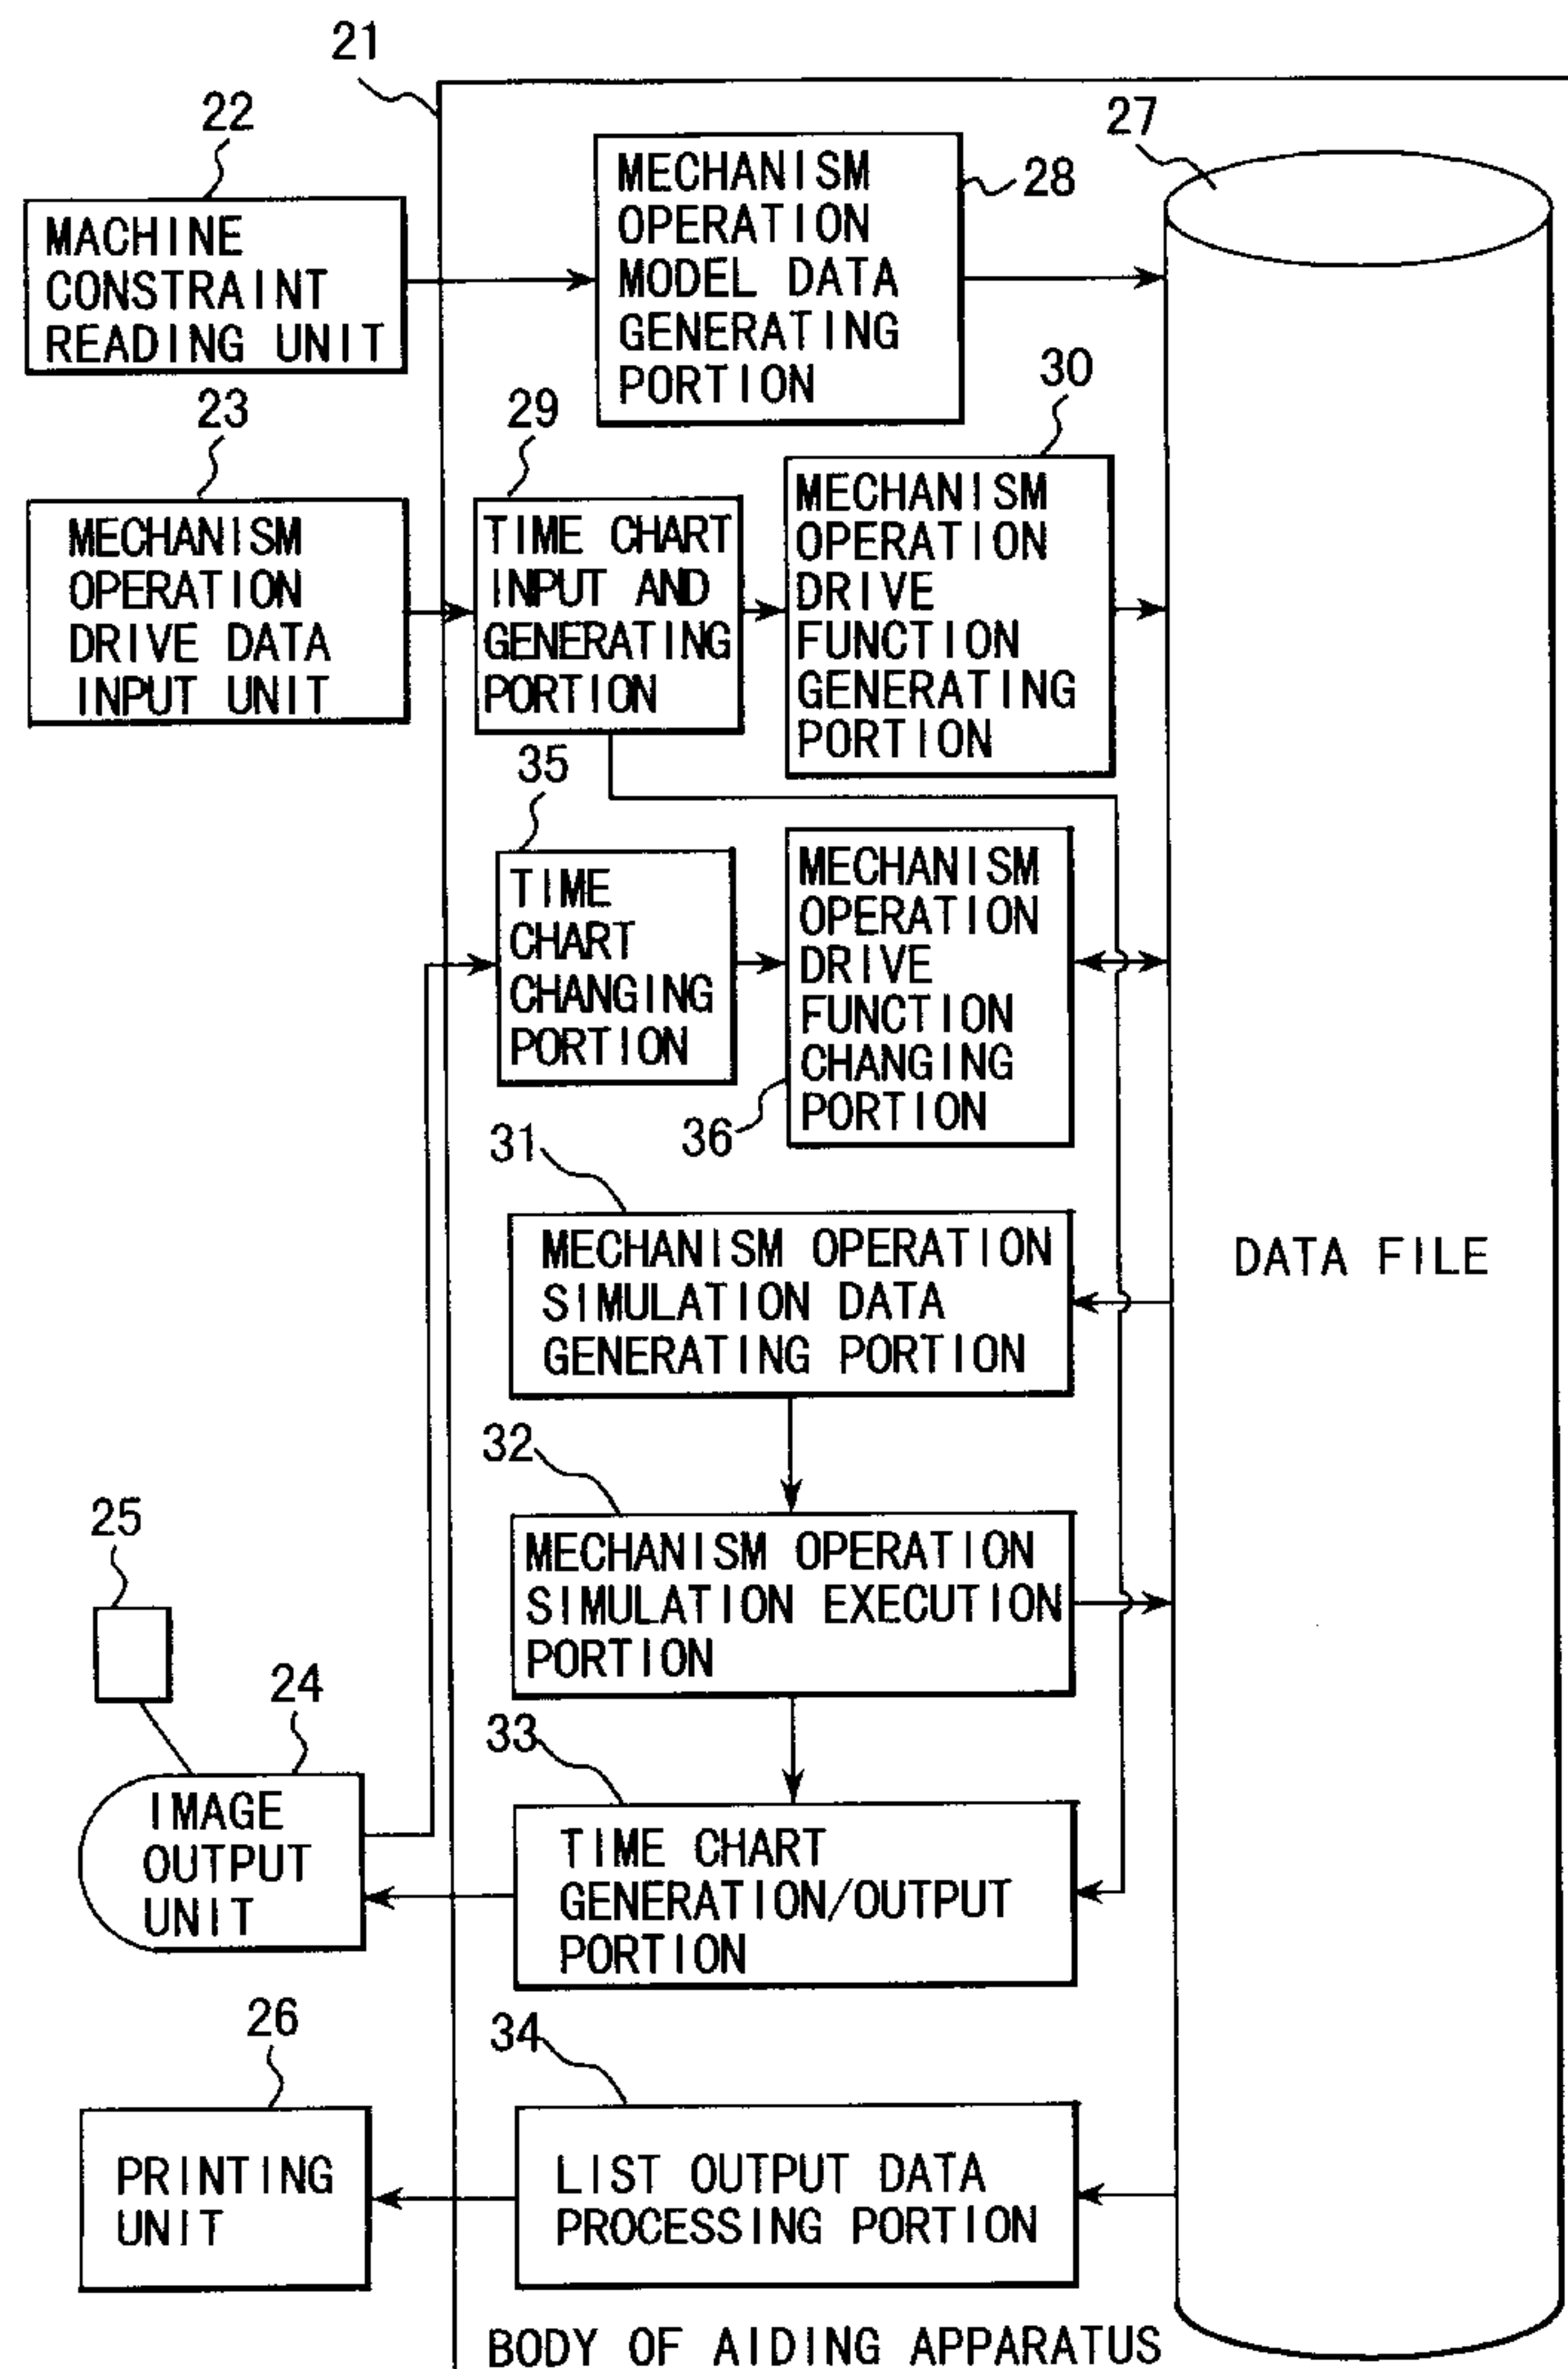 21
22
MACHINE
CONSTRAINT
READING UNIT
MECHANISM
OPERATION
MODEL DATA
GENERATING
PORTION
28
27
23
MECHANISM
OPERATION
DRIVE DATA
INPUT UNIT
29
TIME CHART
INPUT AND
GENERATING
PORTION
30
MECHANISM
OPERATION
DRIVE
FUNCTION
GENERATING
PORTION
35
TIME
CHART
CHANGING
PORTION
MECHANISM
OPERATION
DRIVE
FUNCTION
CHANGING
PORTION
36
31
MECHANISM OPERATION
SIMULATION DATA
GENERATING PORTION
DATA FILE
32
MECHANISM OPERATION
SIMULATION EXECUTION
PORTION
25
24
IMAGE
OUTPUT
UNIT
33
TIME CHART
GENERATION/OUTPUT
PORTION
26
PRINTING
UNIT
34
LIST OUTPUT DATA
PROCESSING PORTION
BODY OF AIDING APPARATUS